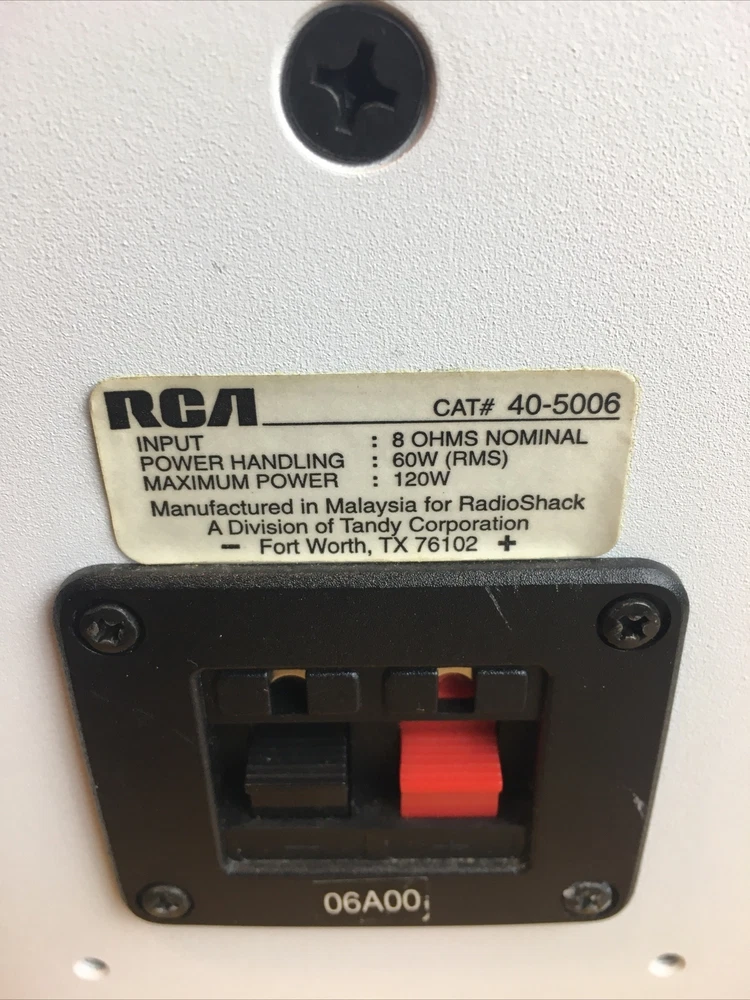 RCA CAT# 40-5006
INPUT : 8 OHMS NOMINAL
POWER HANDLING : 60W (RMS)
MAXIMUM POWER : 120W
Manufactured in Malaysia for RadioShack
A Division of Tandy Corporation
– Fort Worth, TX 76102 +
06A00